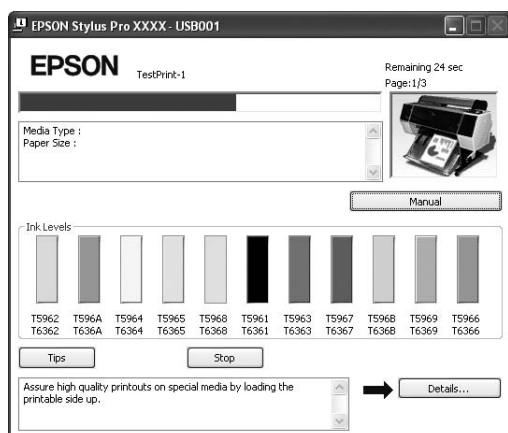 EPSON Stylus Pro XXXX - USB001
EPSON TestPrint-1
Remaining 24 sec
Page:1/3
Media Type :
Paper Size :
Manual
Ink Levels
T5962 T596A T5964 T5965 T5968 T5961 T5963 T5967 T596B T5969 T5966
T6362 T636A T6364 T6365 T6368 T6361 T6363 T6367 T636B T6369 T6366
Tips Stop
Assure high quality printouts on special media by loading the
printable side up.
Details...